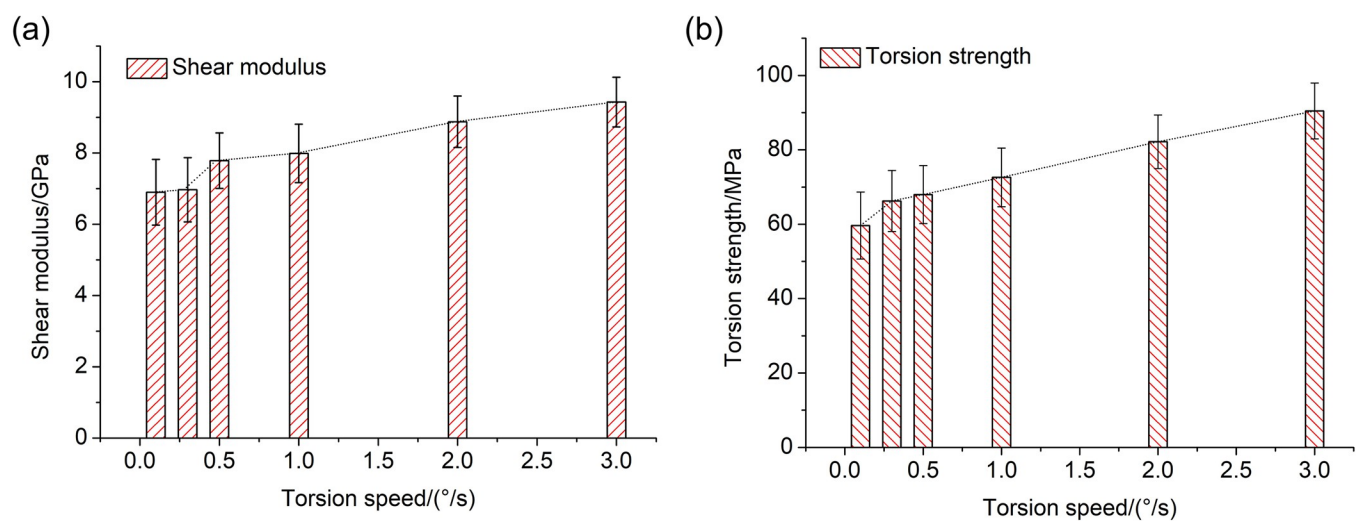 (a)
Shear modulus
Shear modulus/GPa
10
8
6
4
2
0
0.0 0.5 1.0 1.5 2.0 2.5 3.0
Torsion speed/(°/s)
(b)
Torsion strength
Torsion strength/MPa
100
80
60
40
20
0
0.0 0.5 1.0 1.5 2.0 2.5 3.0
Torsion speed/(°/s)